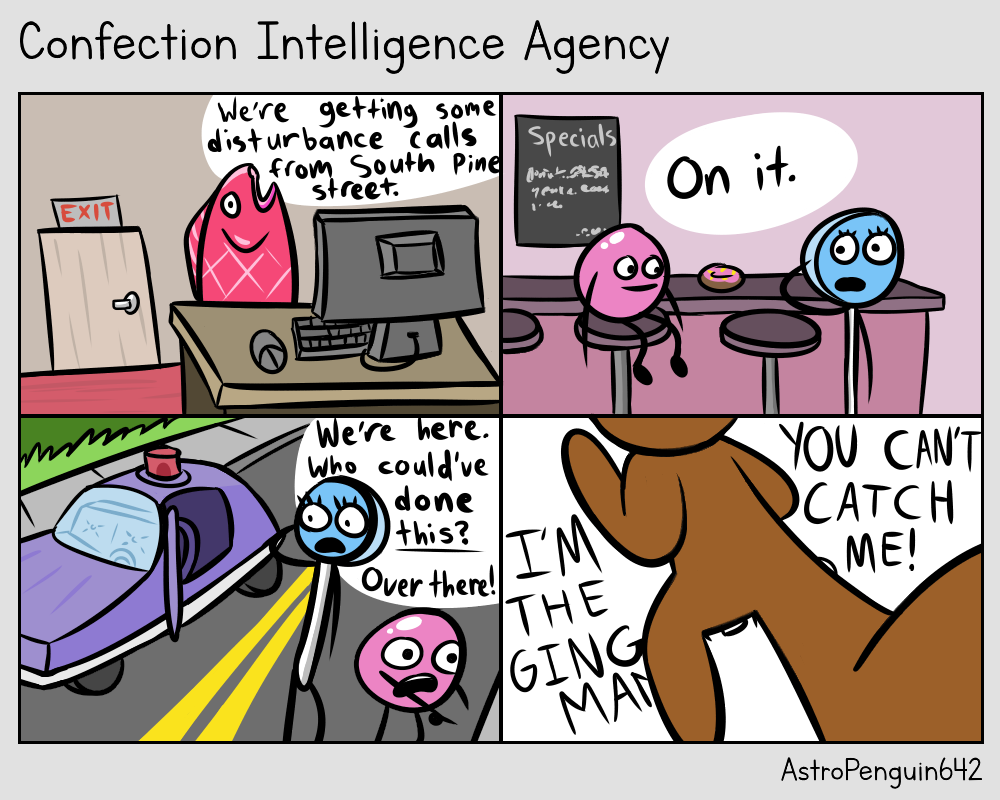 Confection Intelligence Agency
We're getting some
disturbance calls
from South Pine
street.
EXIT
Specials
On it.
We're here.
Who could've
done
this?
Over there!
I'M
THE
GING
MAN
YOU CAN'T
CATCH
ME!
AstroPenguin642